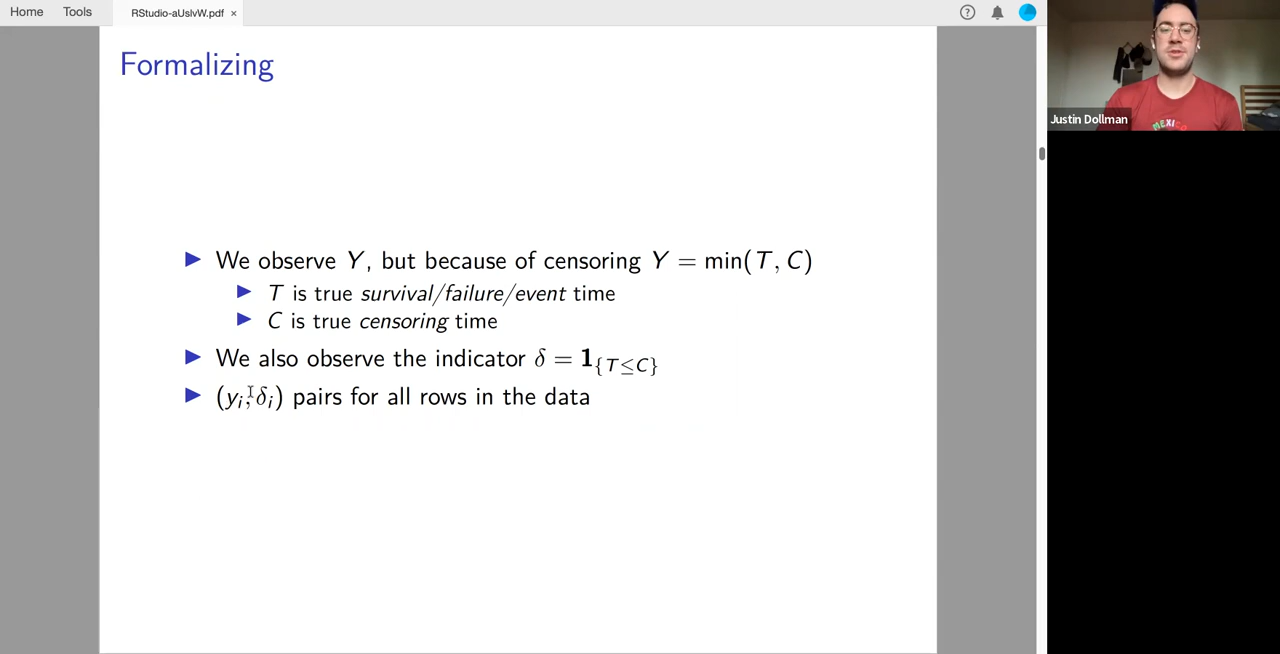 Home Tools RStudio-aUslvW.pdf ×
Formalizing
▶ We observe Y, but because of censoring Y = min(T, C)
▶ T is true survival/failure/event time
▶ C is true censoring time
▶ We also observe the indicator δ = 𝟏_{T≤C}
▶ (yᵢ, δᵢ) pairs for all rows in the data
Justin Dollman
MEXICO